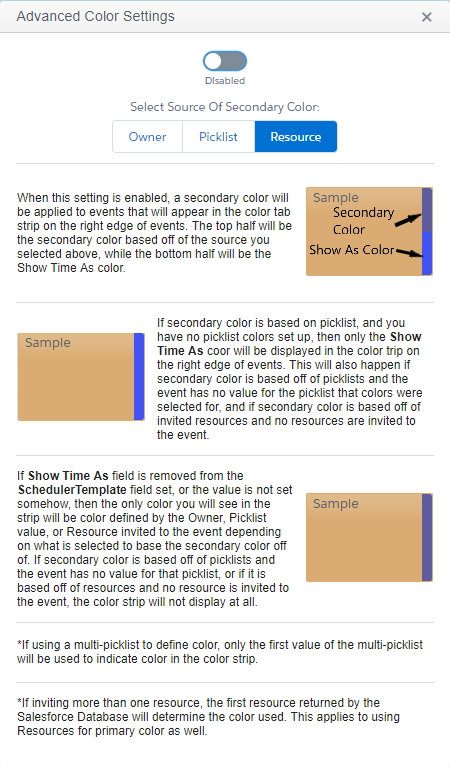 Advanced Color Settings
×
DIsabled
Select Source Of Secondary Color:
Owner Picklist Resource
When this setting is enabled, a secondary color will
be applied to events that will appear in the color tab
strip on the right edge of events. The top half will be
the secondary color based off of the source you
selected above, while the bottom half will be the
Show Time As color.
Sample
Secondary
Color
Show As Color
Sample
If secondary color is based on picklist, and you
have no picklist colors set up, then only the Show
Time As coor will be displayed in the color trip on
the right edge of events. This will also happen if
secondary color is based off of picklists and the
event has no value for the picklist that colors were
selected for, and if secondary color is based off of
invited resources and no resources are invited to
the event.
If Show Time As field is removed from the
SchedulerTemplate field set, or the value is not set
somehow, then the only color you will see in the
strip will be color defined by the Owner, Picklist
value, or Resource invited to the event depending
on what is selected to base the secondary color off
of. If secondary color is based off of picklists and
the event has no value for that picklist, or if it is
based off of resources and no resource is invited to
the event, the color strip will not display at all.
Sample
*If using a multi-picklist to define color, only the first value of the multi-picklist
will be used to indicate color in the color strip.
*If inviting more than one resource, the first resource returned by the
Salesforce Database will determine the color used. This applies to using
Resources for primary color as well.